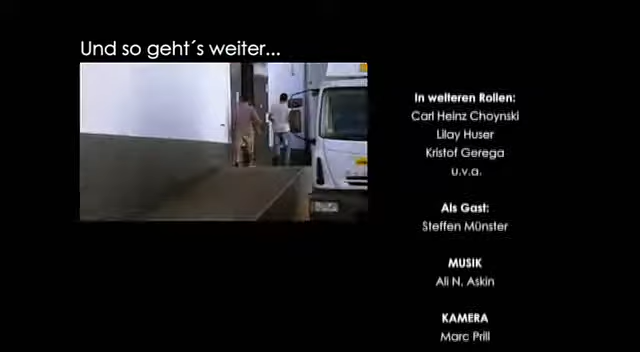 Und so geht´s weiter...
In weiteren Rollen:
Carl Heinz Choynski
Lilay Huser
Kristof Gerega
u.v.a.
Als Gast:
Steffen Münster
MUSIK
Ali N. Askin
KAMERA
Marc Prill